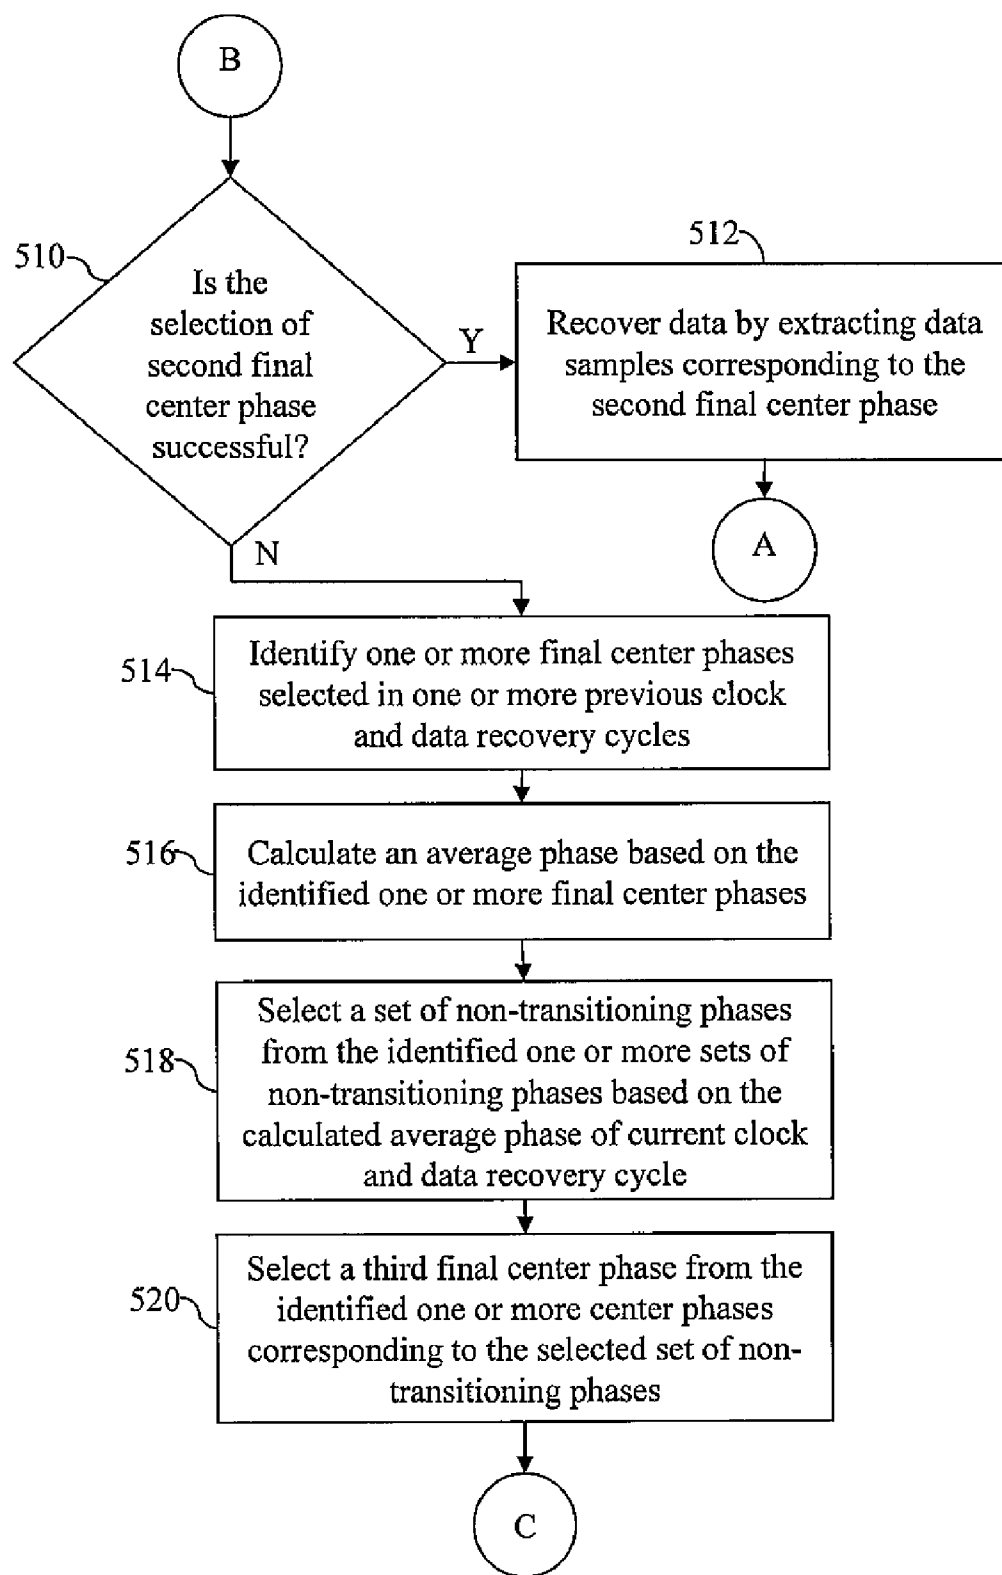 B
510
Is the
selection of
second final
center phase
successful?
Y
N
512
Recover data by extracting data
samples corresponding to the
second final center phase
A
514
Identify one or more final center phases
selected in one or more previous clock
and data recovery cycles
516
Calculate an average phase based on the
identified one or more final center phases
518
Select a set of non-transitioning phases
from the identified one or more sets of
non-transitioning phases based on the
calculated average phase of current clock
and data recovery cycle
520
Select a third final center phase from the
identified one or more center phases
corresponding to the selected set of non-
transitioning phases
C